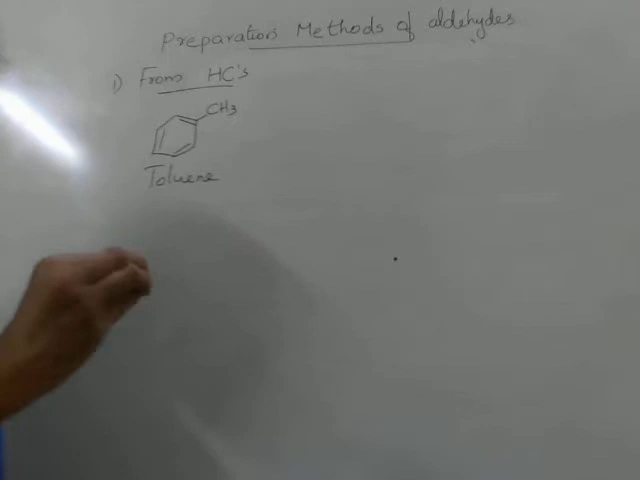 Preparation Methods of aldehydes
1) From HC's
CH3
Toluene